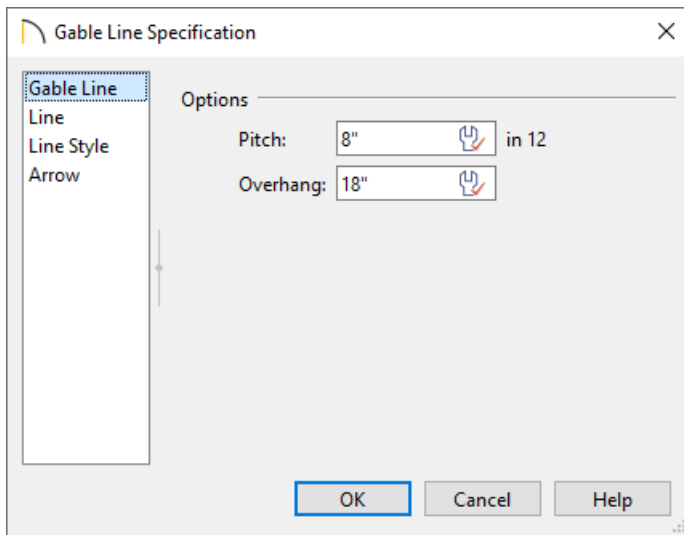 Gable Line Specification
Gable Line
Line
Line Style
Arrow
Options
Pitch: 8" in 12
Overhang: 18"
OK Cancel Help